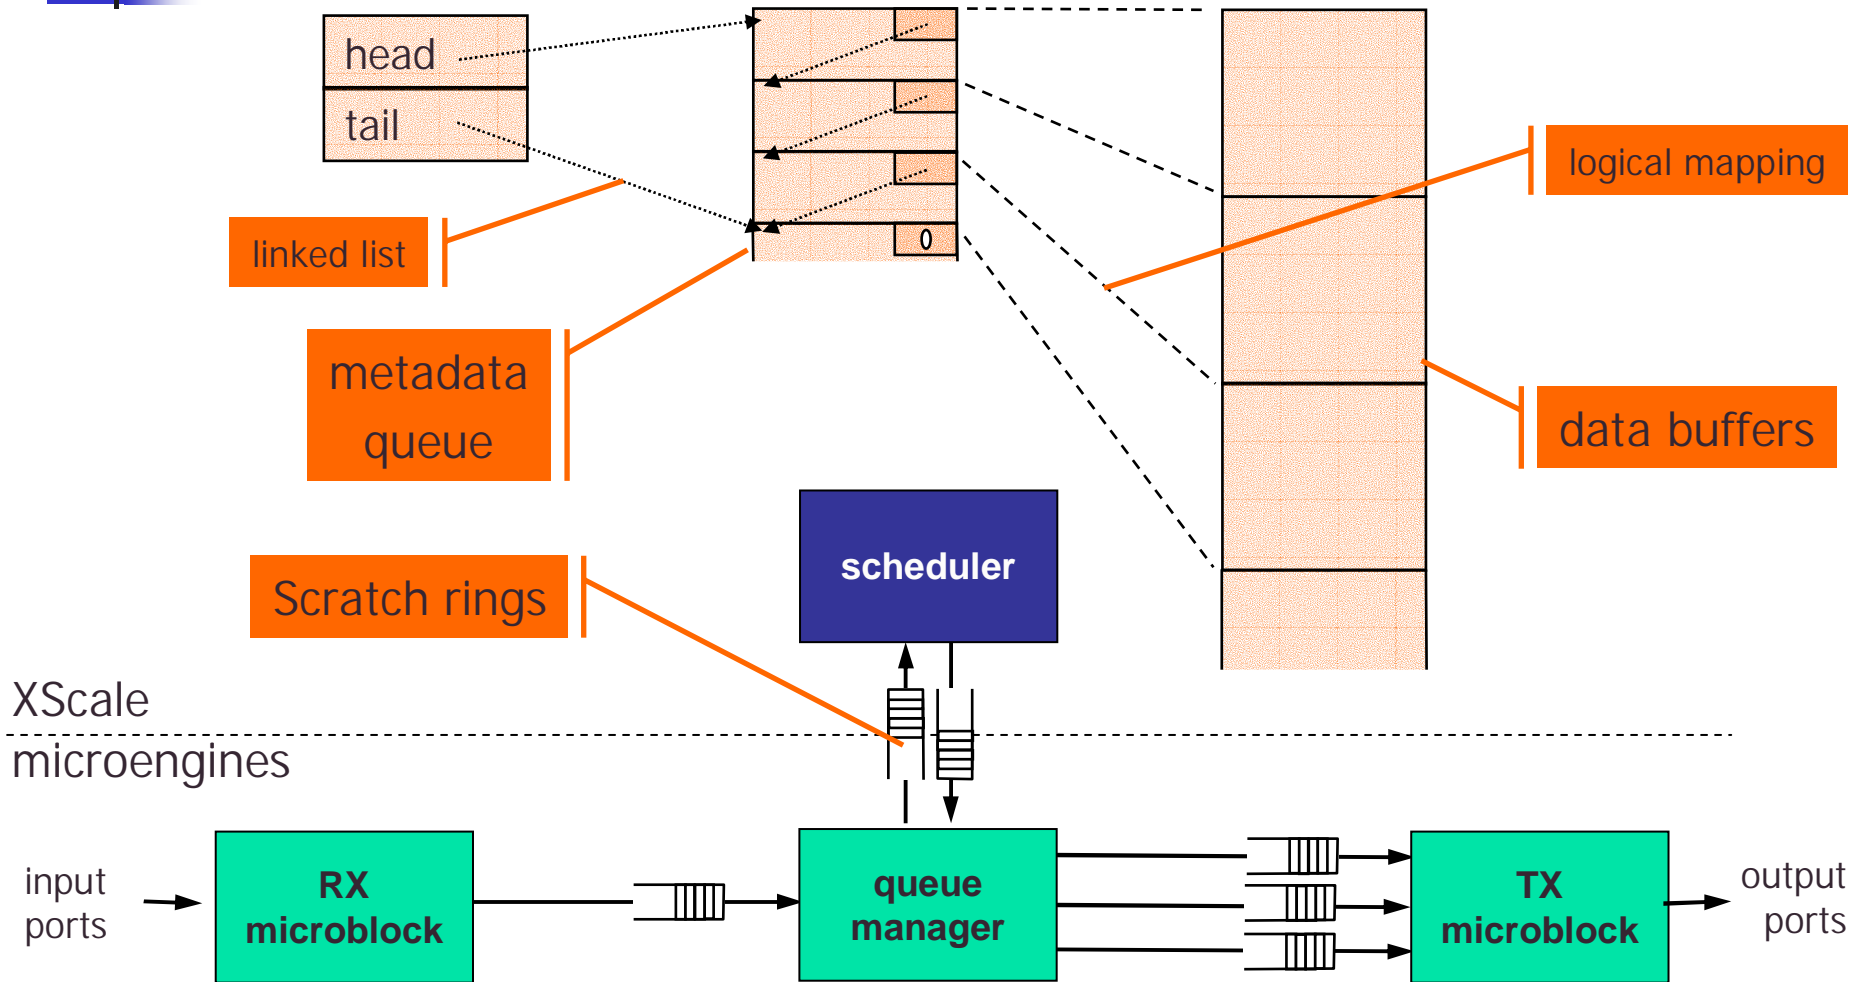 head
tail
0
logical mapping
linked list
metadata
queue
data buffers
scheduler
Scratch rings
XScale
microengines
input
ports
RX
microblock
queue
manager
TX
microblock
output
ports